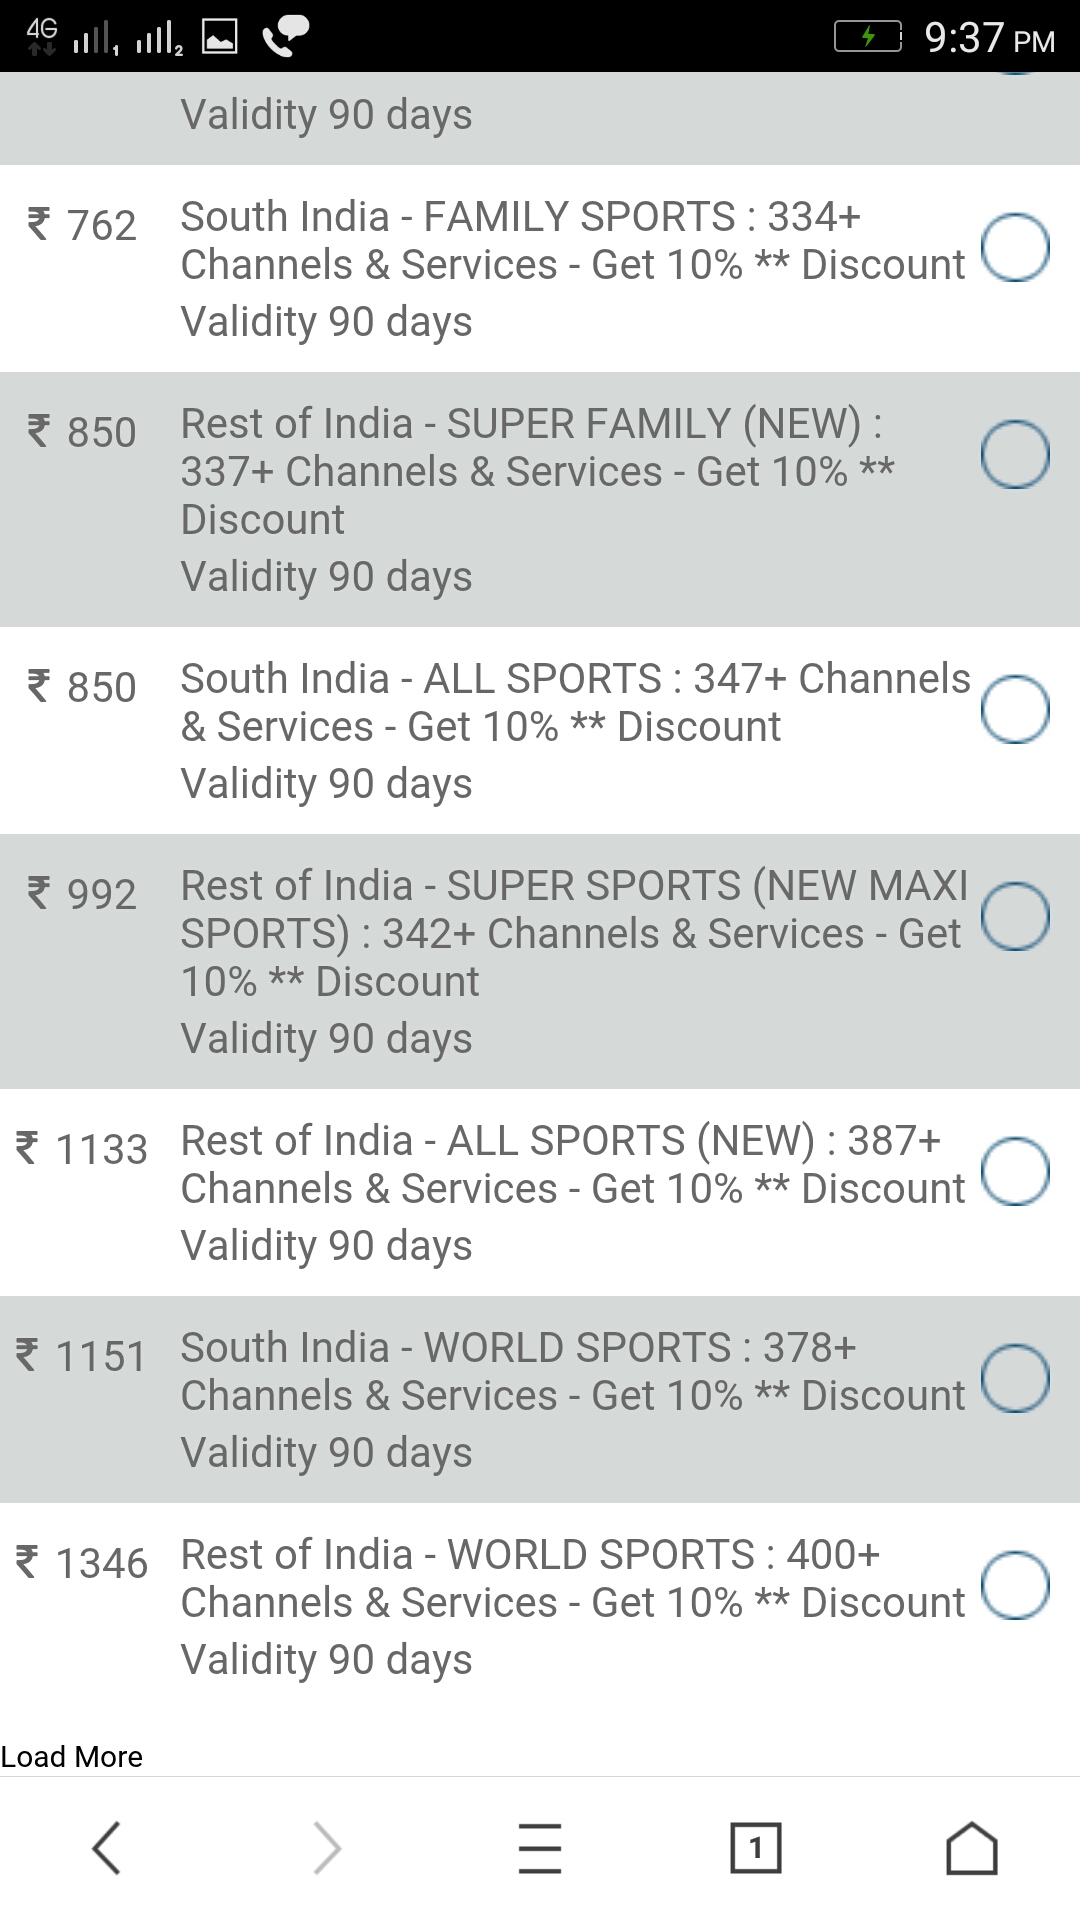 4G 1 2 9:37 PM
Validity 90 days
₹ 762 South India - FAMILY SPORTS : 334+
Channels & Services - Get 10% ** Discount
Validity 90 days
₹ 850 Rest of India - SUPER FAMILY (NEW) :
337+ Channels & Services - Get 10% **
Discount
Validity 90 days
₹ 850 South India - ALL SPORTS : 347+ Channels
& Services - Get 10% ** Discount
Validity 90 days
₹ 992 Rest of India - SUPER SPORTS (NEW MAXI
SPORTS) : 342+ Channels & Services - Get
10% ** Discount
Validity 90 days
₹ 1133 Rest of India - ALL SPORTS (NEW) : 387+
Channels & Services - Get 10% ** Discount
Validity 90 days
₹ 1151 South India - WORLD SPORTS : 378+
Channels & Services - Get 10% ** Discount
Validity 90 days
₹ 1346 Rest of India - WORLD SPORTS : 400+
Channels & Services - Get 10% ** Discount
Validity 90 days
Load More
1